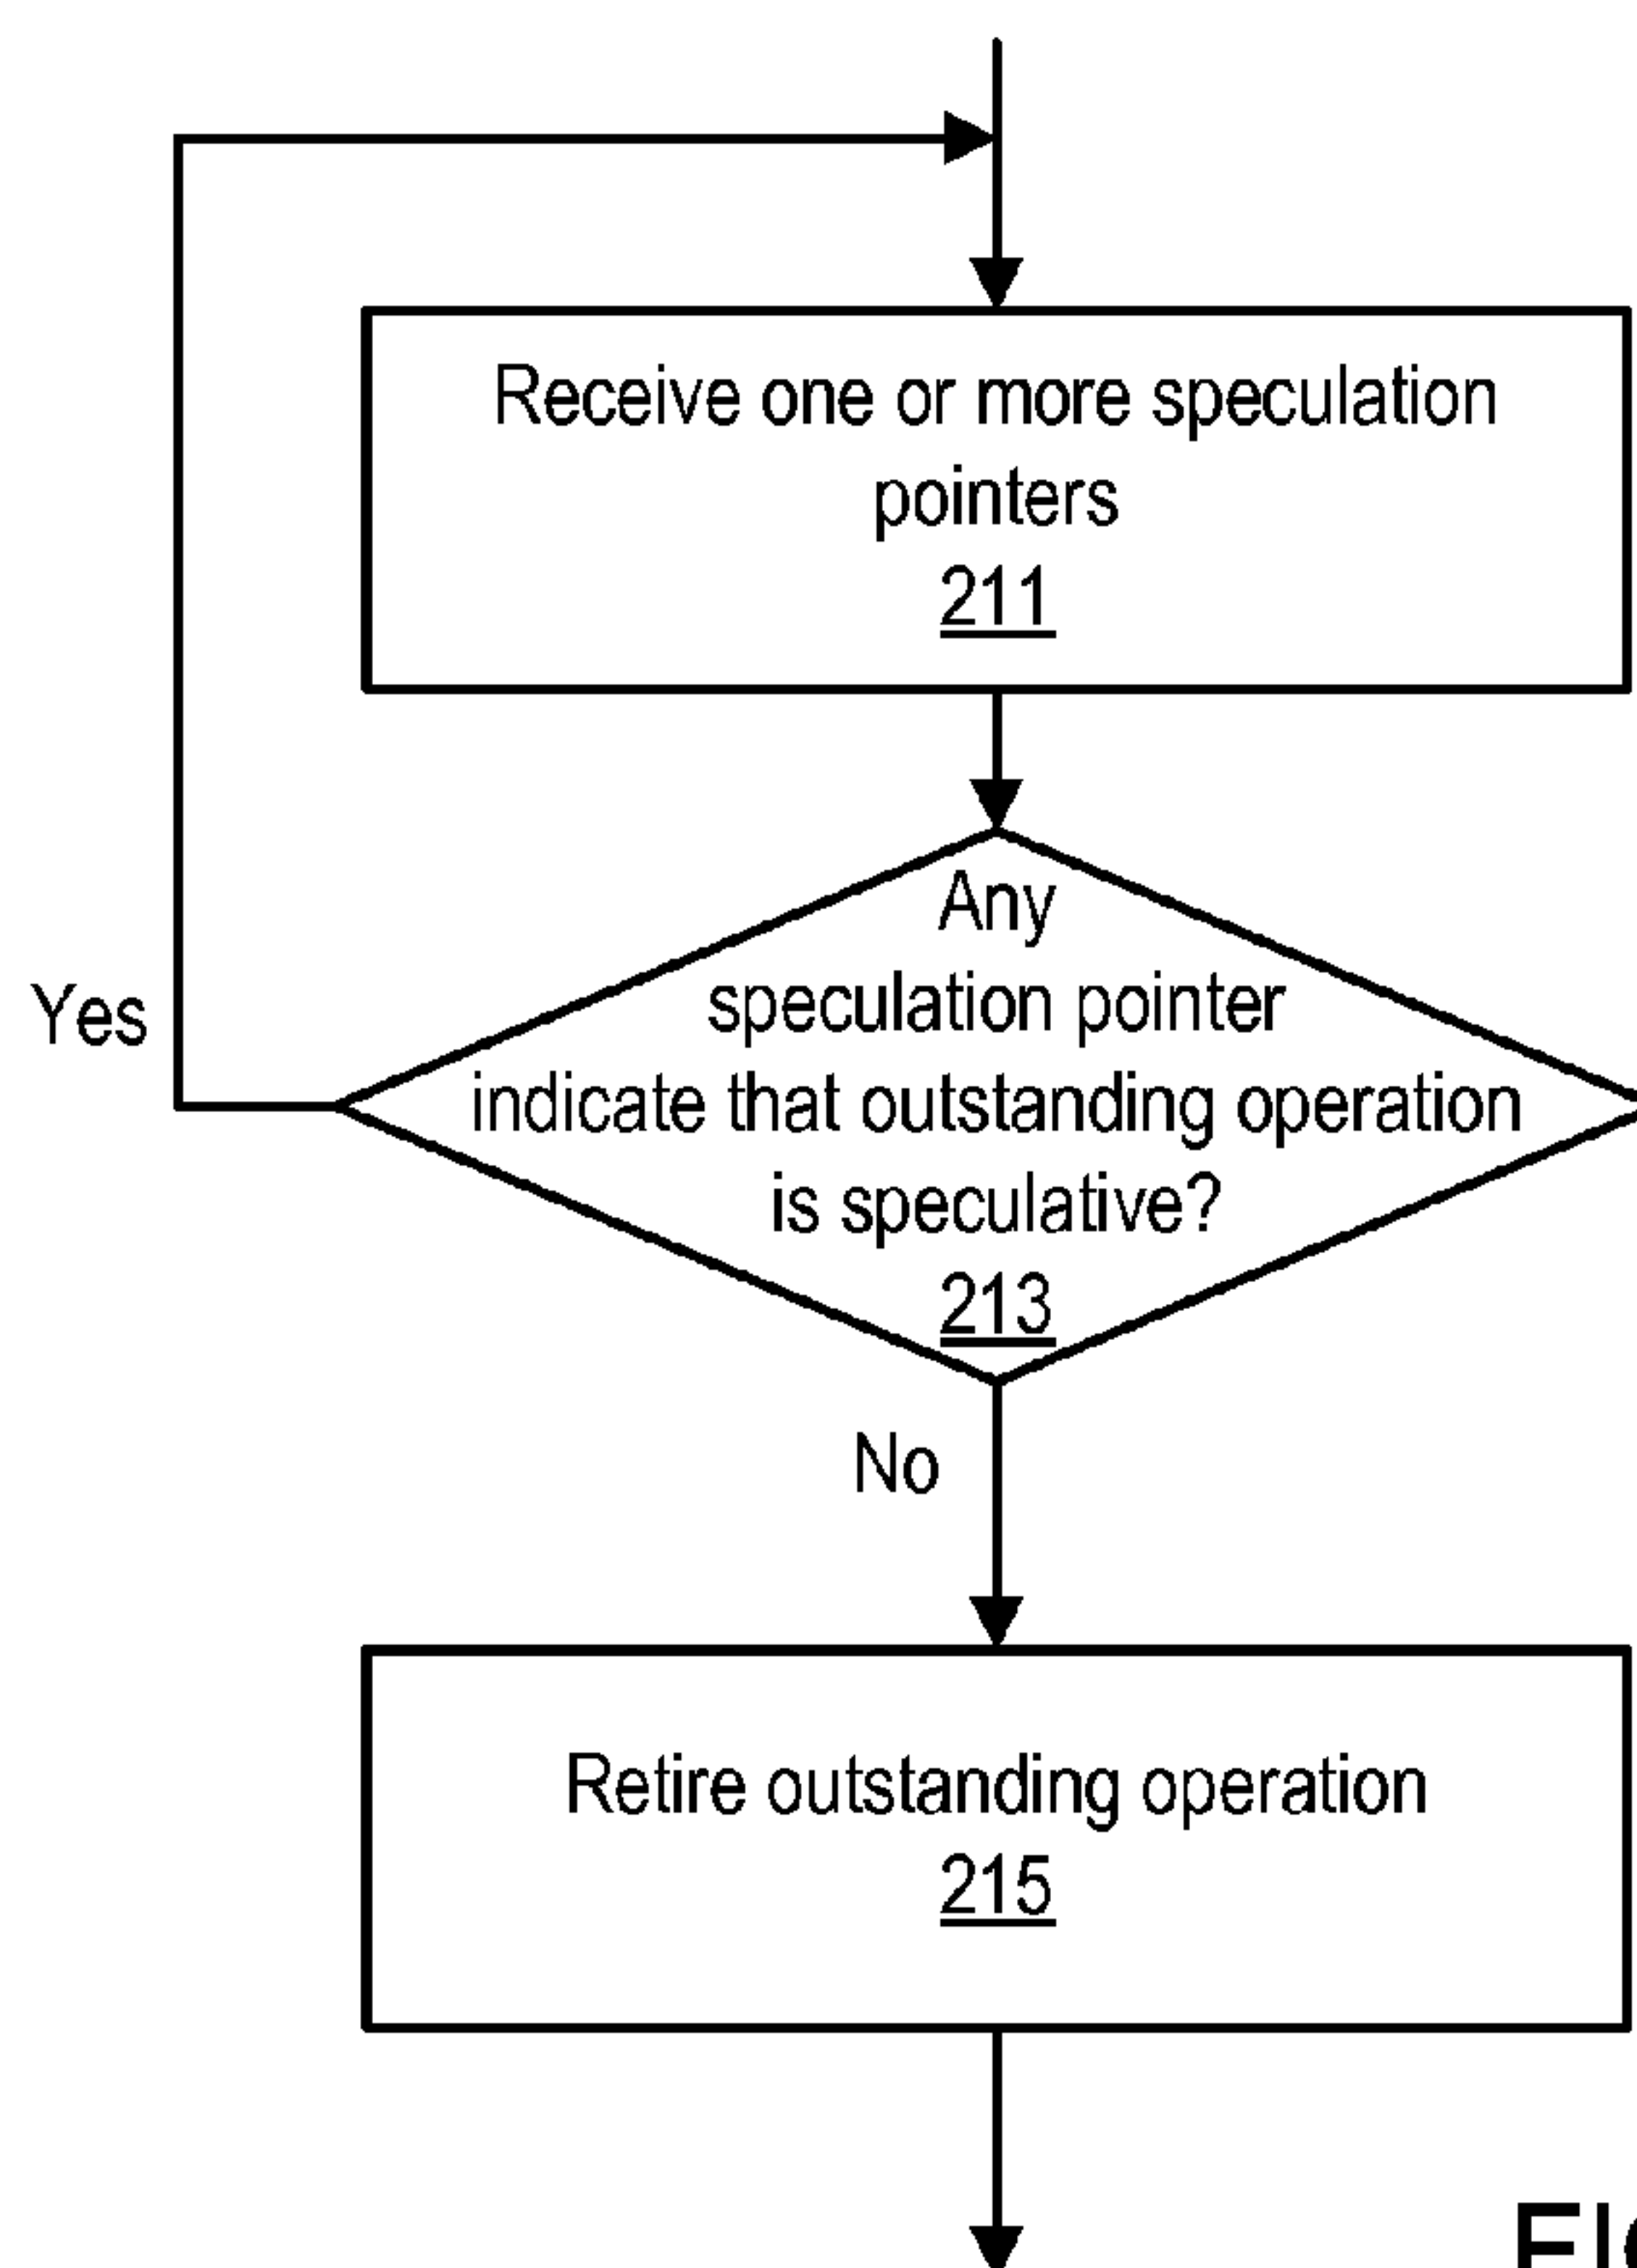 Receive one or more speculation
pointers
211
Any
speculation pointer
indicate that outstanding operation
is speculative?
213
Yes
No
Retire outstanding operation
215